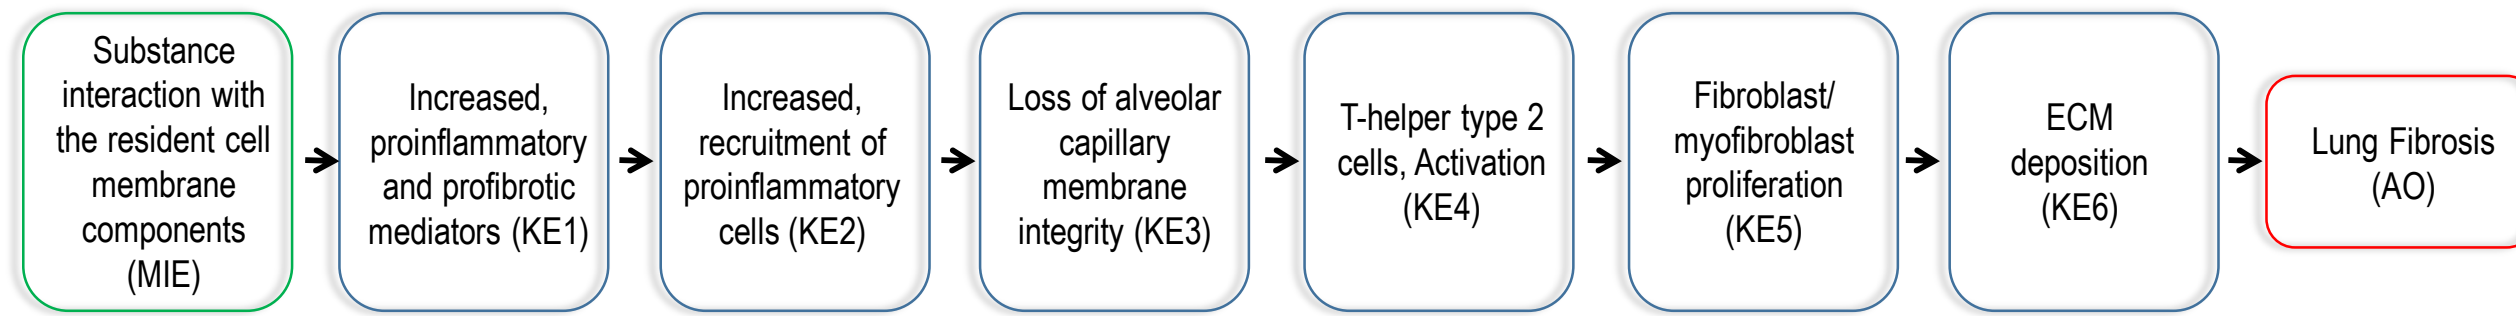 Substance
interaction with
the resident cell
membrane
components
(MIE)
Increased,
proinflammatory
and profibrotic
mediators (KE1)
Increased,
recruitment of
proinflammatory
cells (KE2)
Loss of alveolar
capillary
membrane
integrity (KE3)
T-helper type 2
cells, Activation
(KE4)
Fibroblast/
myofibroblast
proliferation
(KE5)
ECM
deposition
(KE6)
Lung Fibrosis
(AO)